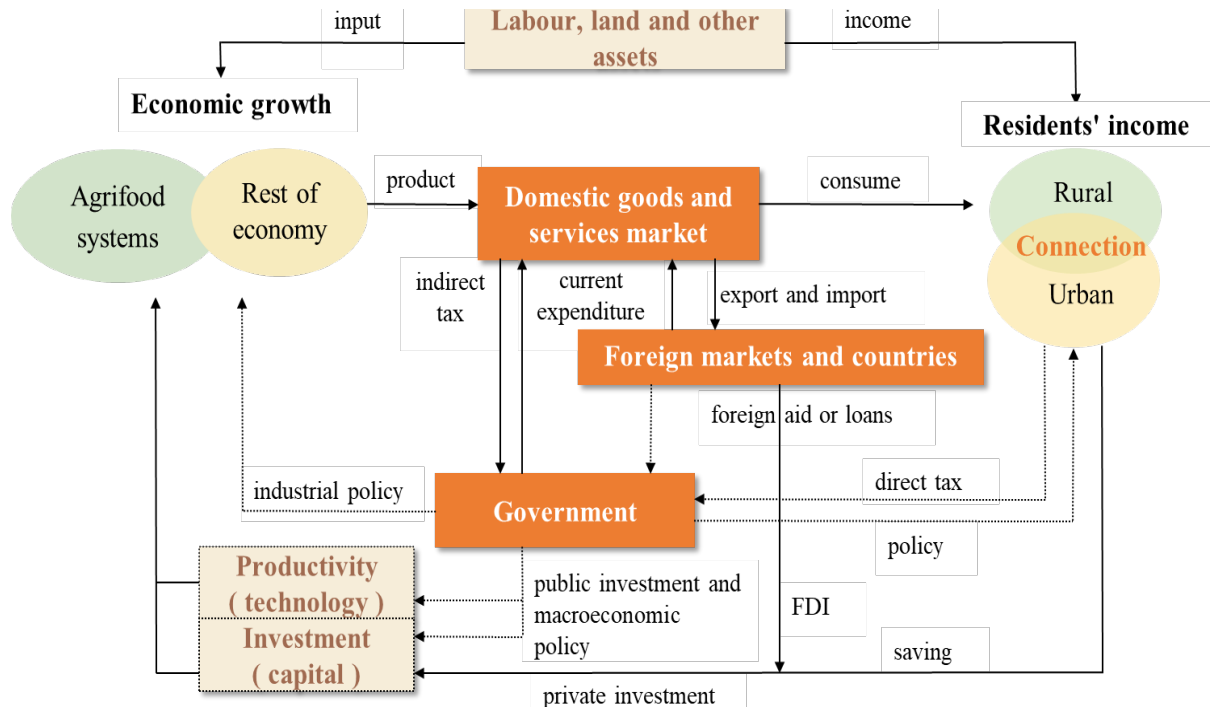 input
Labour, land and other
assets
income
Economic growth
Residents' income
Agrifood
systems
Rest of
economy
product
Domestic goods and
services market
consume
Rural
Connection
Urban
indirect
tax
current
expenditure
export and import
Foreign markets and countries
foreign aid or loans
industrial policy
Government
direct tax
policy
Productivity
( technology )
Investment
( capital )
public investment and
macroeconomic
policy
FDI
saving
private investment